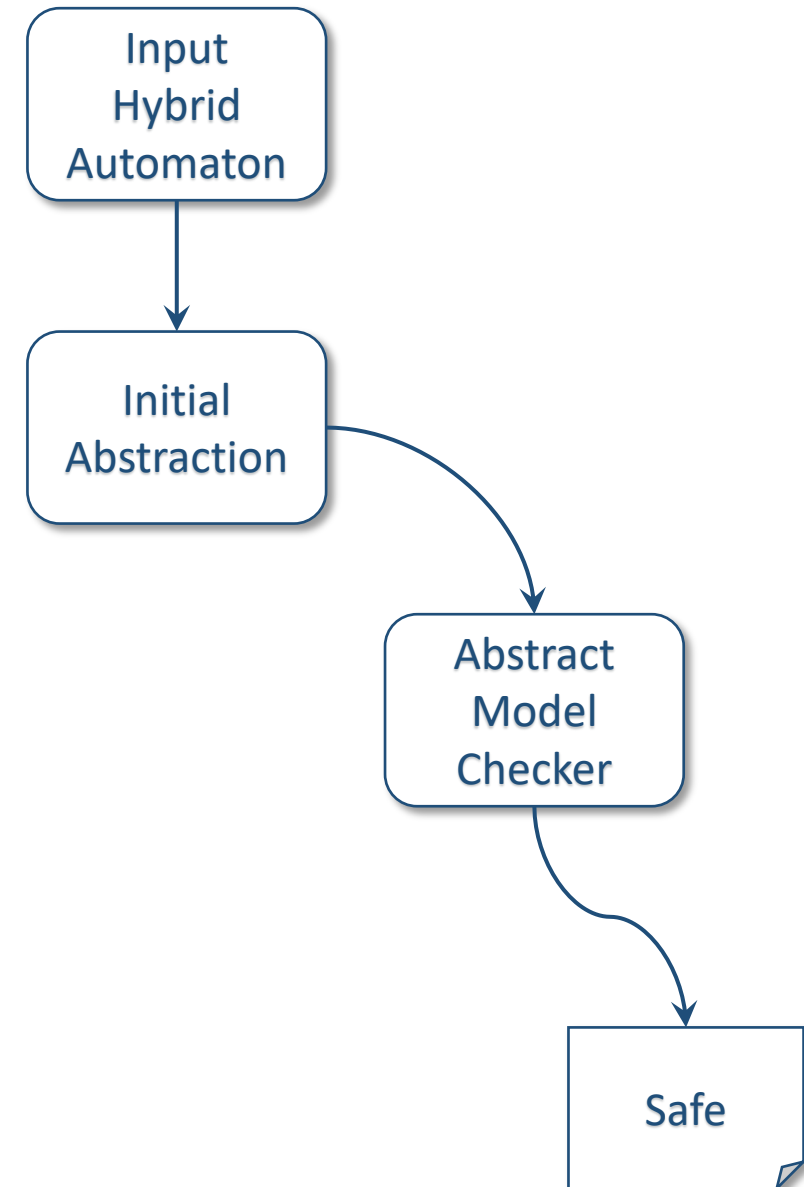 Input
Hybrid
Automaton
Initial
Abstraction
Abstract
Model
Checker
Safe